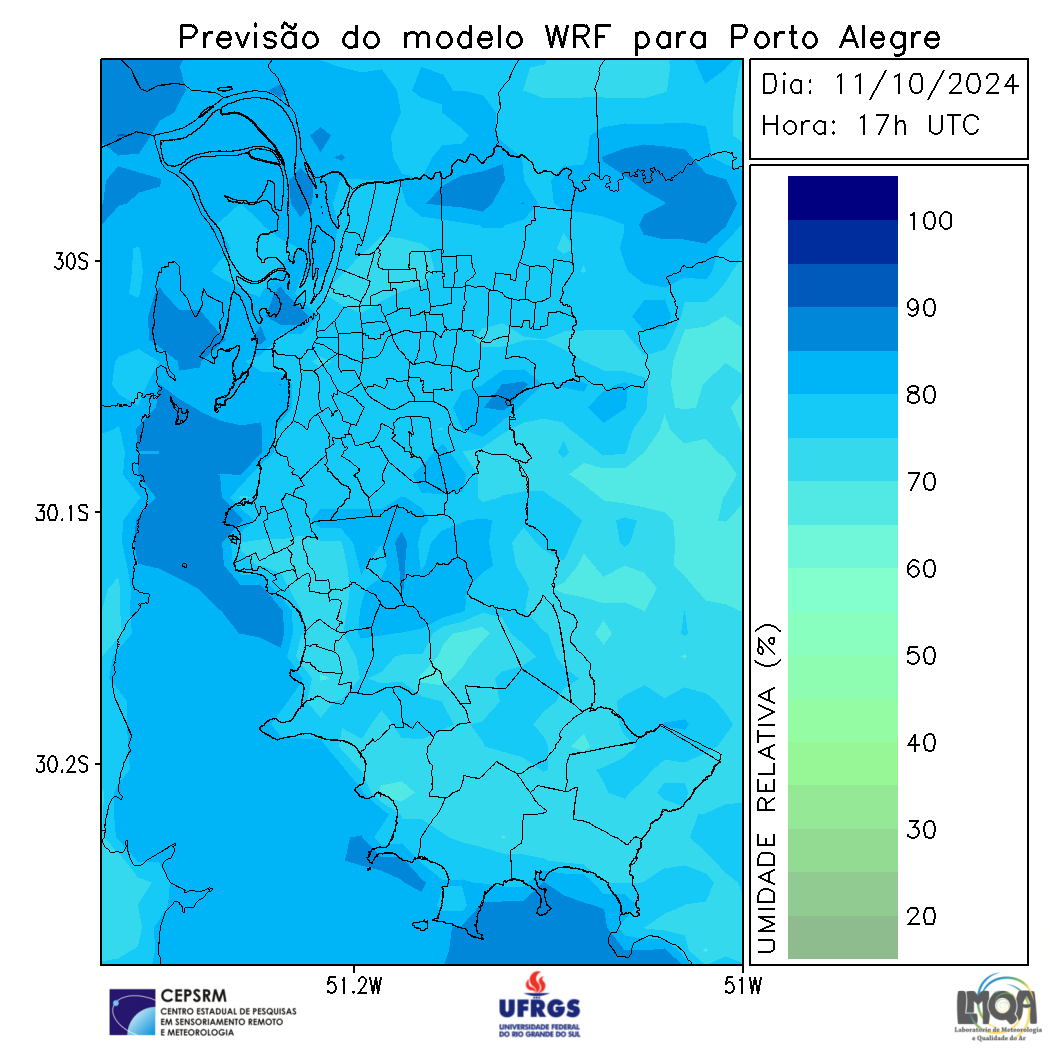 Previsão do modelo WRF para Porto Alegre
Dia: 11/10/2024
Hora: 17h UTC
100
90
80
70
60
50
40
30
20
UMIDADE RELATIVA (%)
30S
30.1S
30.2S
51.2W
51W
CEPSRM
CENTRO ESTADUAL DE PESQUISAS
EM SENSORIAMENTO REMOTO
E METEOROLOGIA
UFRGS
UNIVERSIDADE FEDERAL
DO RIO GRANDE DO SUL
LMQA
Laboratório de Meteorologia
e Qualidade do Ar